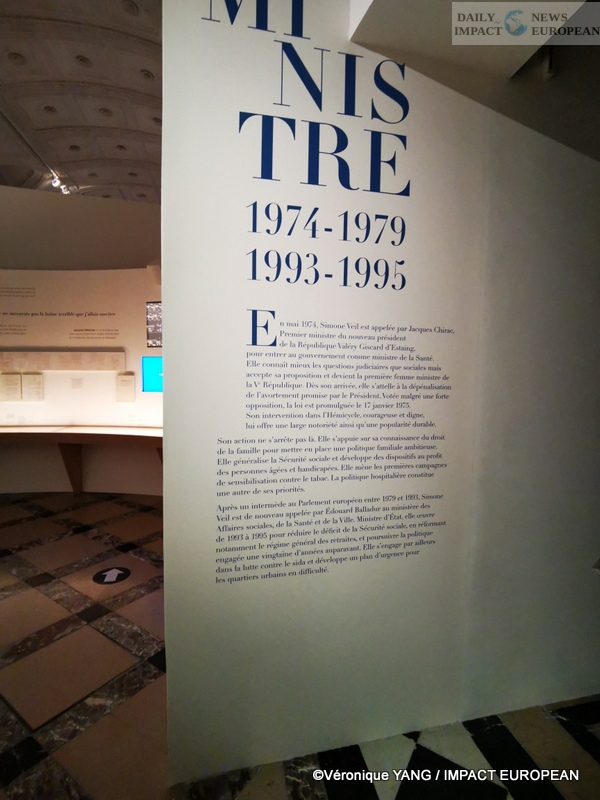 DAILY NEWS
IMPACT EUROPEAN
MI
NIS
TRE
1974-1979
1993-1995
En mai 1974, Simone Veil est appelée par Jacques Chirac,
Premier ministre du nouveau président
de la République Valéry Giscard d'Estaing,
pour entrer au gouvernement comme ministre de la Santé.
Elle connaît mieux les questions judiciaires que sociales mais
accepte sa proposition et devient la première femme ministre de
la Vᵉ République. Dès son arrivée, elle s'attelle à la dépénalisation
de l'avortement promise par le Président. Votée malgré une forte
opposition, la loi est promulguée le 17 janvier 1975.
Son intervention dans l'Hémicycle, courageuse et digne,
lui offre une large notoriété ainsi qu'une popularité durable.
Son action ne s'arrête pas là. Elle s'appuie sur sa connaissance du droit
de la famille pour mettre en place une politique familiale ambitieuse.
Elle généralise la Sécurité sociale et développe des dispositifs au profit
des personnes âgées et handicapées. Elle mène les premières campagnes
de sensibilisation contre le tabac. La politique hospitalière constitue
une autre de ses priorités.
Après un intermède au Parlement européen entre 1979 et 1993, Simone
Veil est de nouveau appelée par Édouard Balladur au ministère des
Affaires sociales, de la Santé et de la Ville. Ministre d'État, elle œuvre
de 1993 à 1995 pour réduire le déficit de la Sécurité sociale, en réformant
notamment le régime général des retraites, et poursuivre la politique
engagée une vingtaine d'années auparavant. Elle s'engage par ailleurs
dans la lutte contre le sida et développe un plan d'urgence pour
les quartiers urbains en difficulté.
©Véronique YANG / IMPACT EUROPEAN